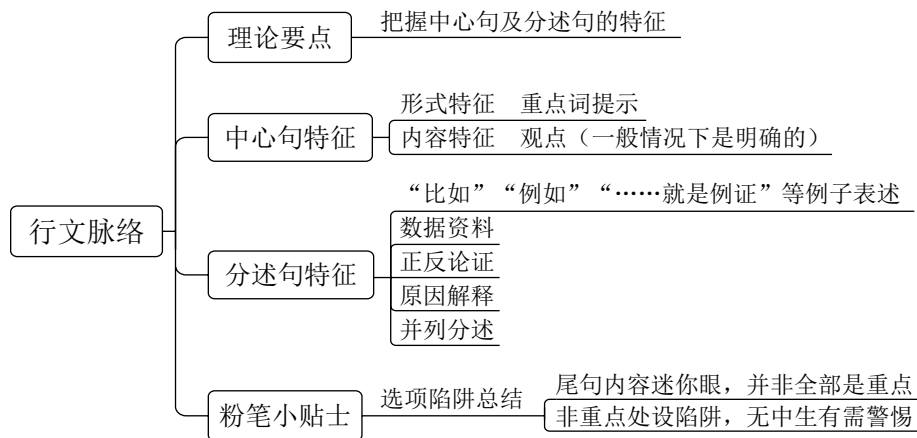 行文脉络
理论要点
把握中心句及分述句的特征
中心句特征
形式特征 重点词提示
内容特征 观点（一般情况下是明确的）
分述句特征
“比如”“例如”“……就是例证”等例子表述
数据资料
正反论证
原因解释
并列分述
粉笔小贴士
选项陷阱总结
尾句内容迷你眼，并非全部是重点
非重点处设陷阱，无中生有需警惕